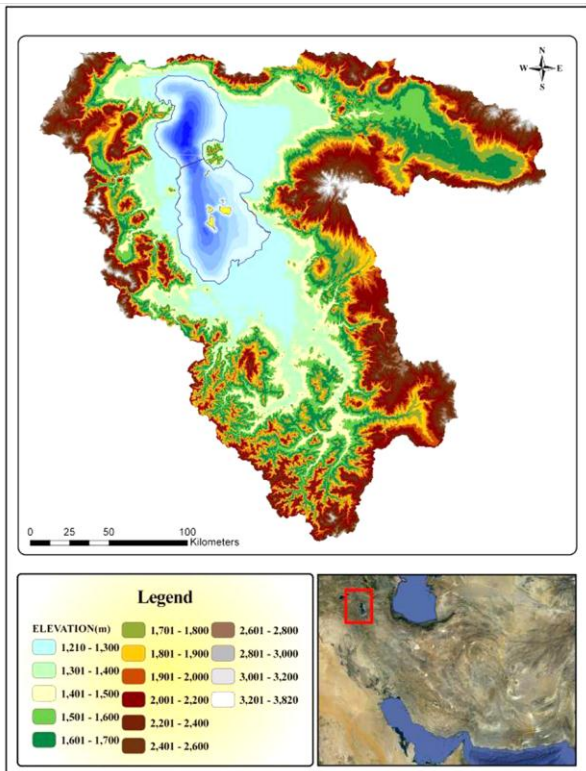 N
W E
S
0 25 50 100
Kilometers
Legend
ELEVATION(m)
1,210 - 1,300
1,301 - 1,400
1,401 - 1,500
1,501 - 1,600
1,601 - 1,700
1,701 - 1,800
1,801 - 1,900
1,901 - 2,000
2,001 - 2,200
2,201 - 2,400
2,401 - 2,600
2,601 - 2,800
2,801 - 3,000
3,001 - 3,200
3,201 - 3,820